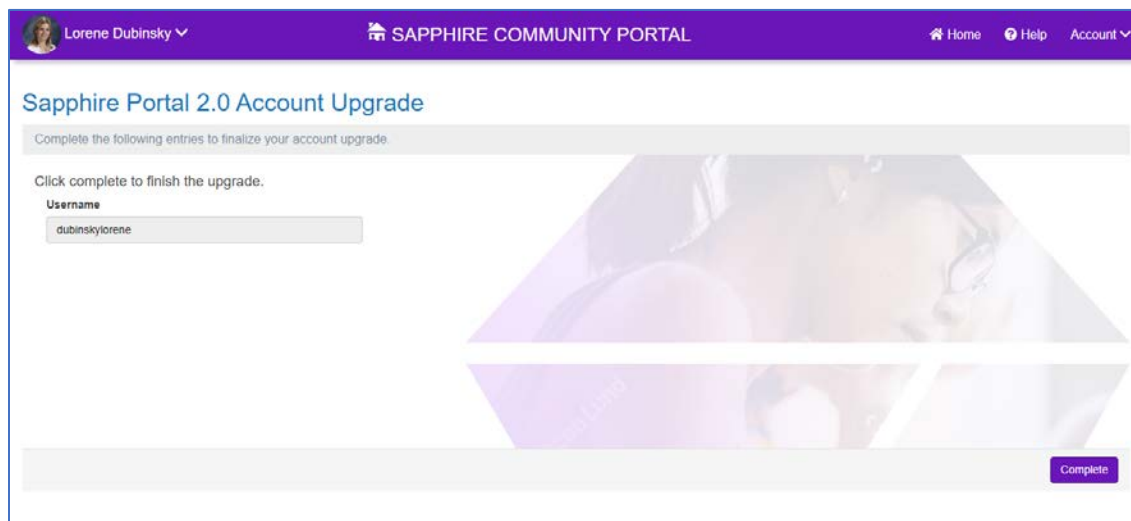 Lorene Dubinsky
SAPPHIRE COMMUNITY PORTAL
Home
Help
Account
Sapphire Portal 2.0 Account Upgrade
Complete the following entries to finalize your account upgrade.
Click complete to finish the upgrade.
Username
dubinskylorene
Complete